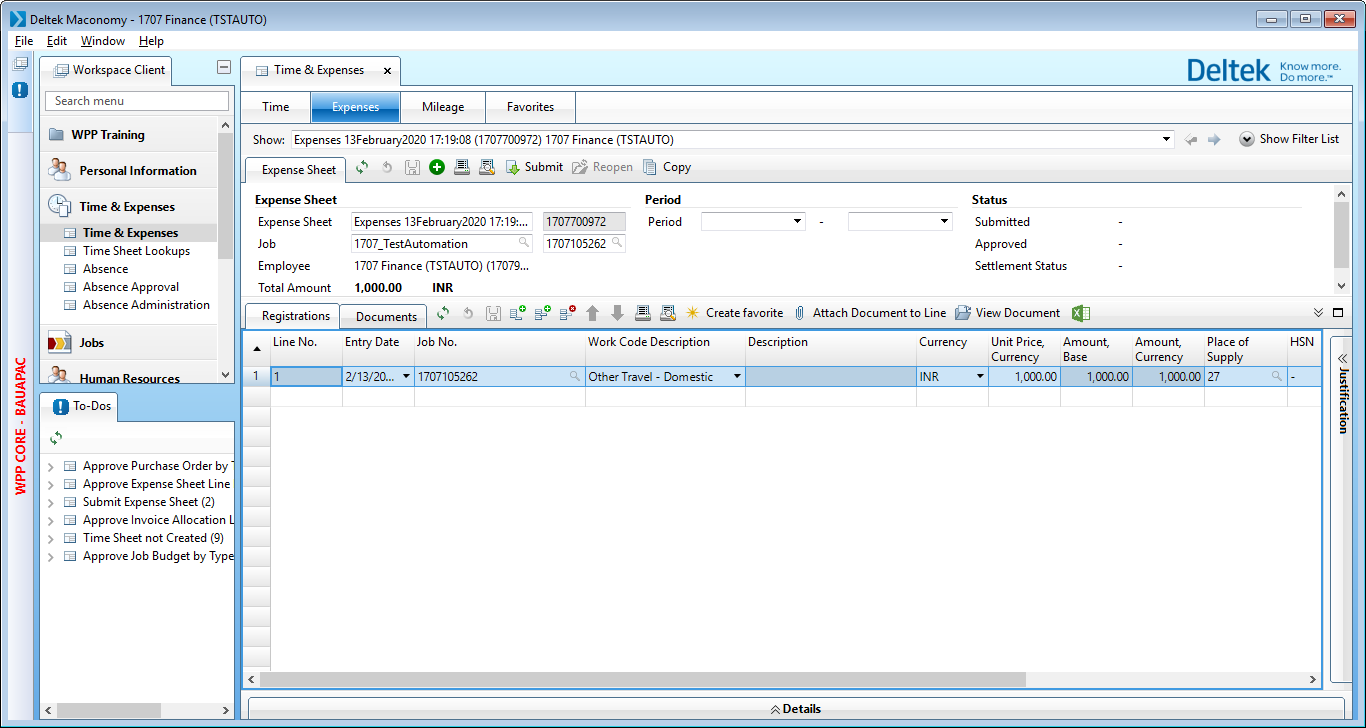 Deltek Maconomy - 1707 Finance (TSTAUTO)
File Edit Window Help
Workspace Client
Search menu
WPP Training
Personal Information
Time & Expenses
Time & Expenses
Time Sheet Lookups
Absence
Absence Approval
Absence Administration
Jobs
Human Resources
WPP CORE - BAUAPAC
To-Dos
Approve Purchase Order by T
Approve Expense Sheet Line
Submit Expense Sheet (2)
Approve Invoice Allocation L
Time Sheet not Created (9)
Approve Job Budget by Type
Time & Expenses
Deltek Know more.
Do more.™
Time Expenses Mileage Favorites
Show: Expenses 13February2020 17:19:08 (1707700972) 1707 Finance (TSTAUTO) Show Filter List
Expense Sheet Submit Reopen Copy
Expense Sheet Period Status
Expense Sheet Expenses 13February2020 17:19:... 1707700972 Period - Submitted -
Job 1707_TestAutomation 1707105262 Approved -
Employee 1707 Finance (TSTAUTO) (17079... Settlement Status -
Total Amount 1,000.00 INR
Registrations Documents Create favorite Attach Document to Line View Document
Line No. Entry Date Job No. Work Code Description Description Currency Unit Price, Currency Amount, Base Amount, Currency Place of Supply HSN
1 1 2/13/20... 1707105262 Other Travel - Domestic INR 1,000.00 1,000.00 1,000.00 27 -
Justification
Details